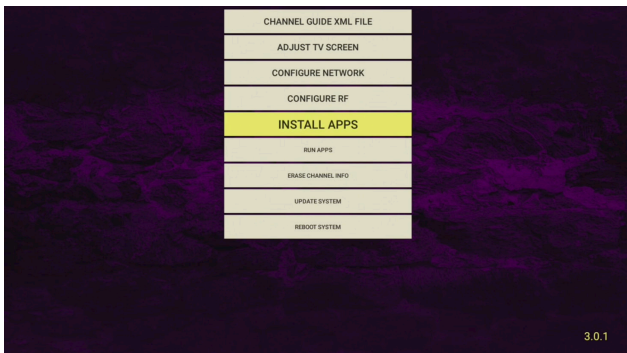 CHANNEL GUIDE XML FILE
ADJUST TV SCREEN
CONFIGURE NETWORK
CONFIGURE RF
INSTALL APPS
RUN APPS
ERASE CHANNEL INFO
UPDATE SYSTEM
REBOOT SYSTEM
3.0.1